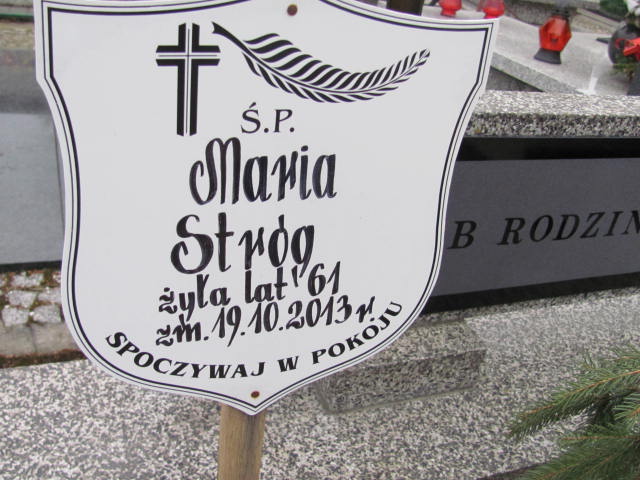 Ś.P.
Maria
Stróg
żyła lat 61
zm. 19.10.2013 r.
SPOCZYWAJ W POKOJU
B RODZIN